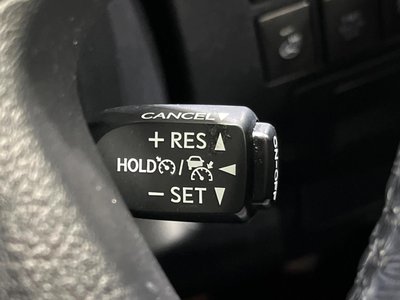 CANCEL▼
+ RES ▲
HOLD / ◀
− SET ▼
ON-OFF